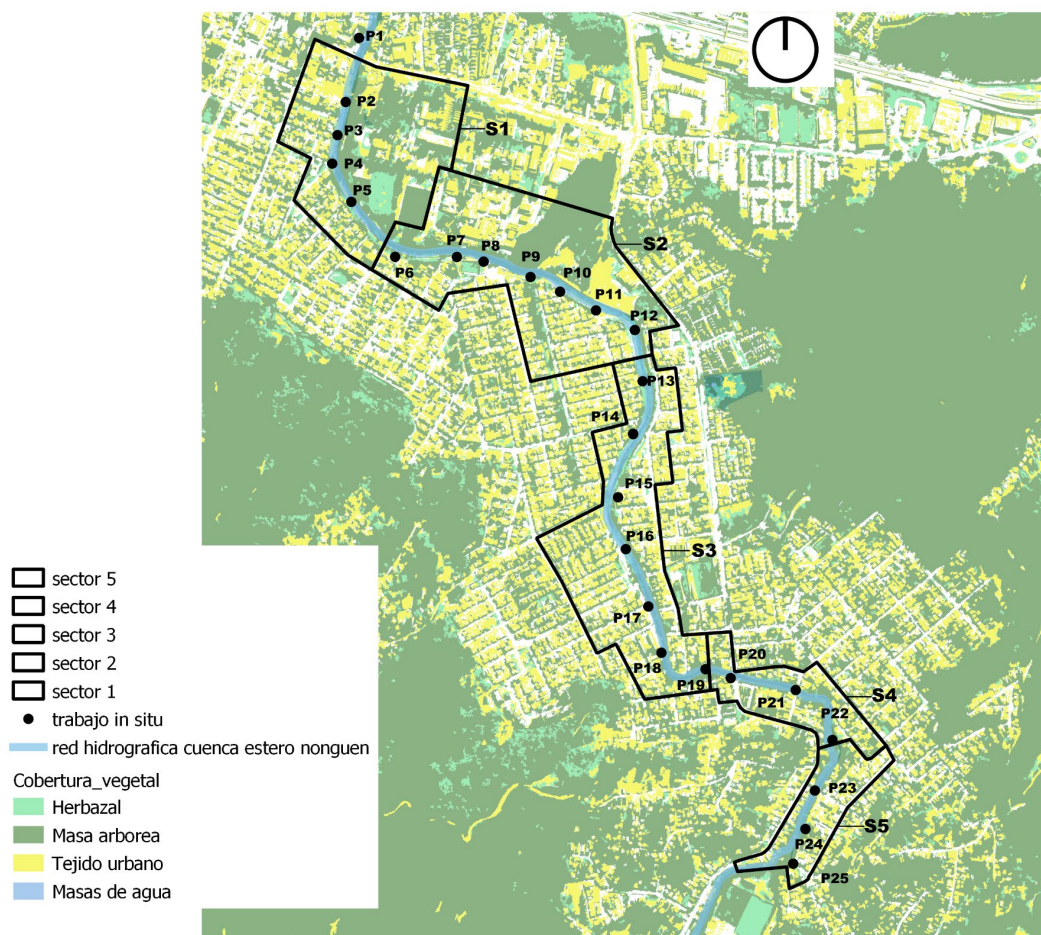 P1
P2
S1
P3
P4
P5
S2
P7
P8
P6
P9
P10
P11
P12
P13
P14
P15
P16
S3
P17
P18
P20
P19
P21
S4
P22
P23
S5
P24
P25
sector 5
sector 4
sector 3
sector 2
sector 1
trabajo in situ
red hidrografica cuenca estero nonguen
Cobertura_vegetal
Herbazal
Masa arborea
Tejido urbano
Masas de agua